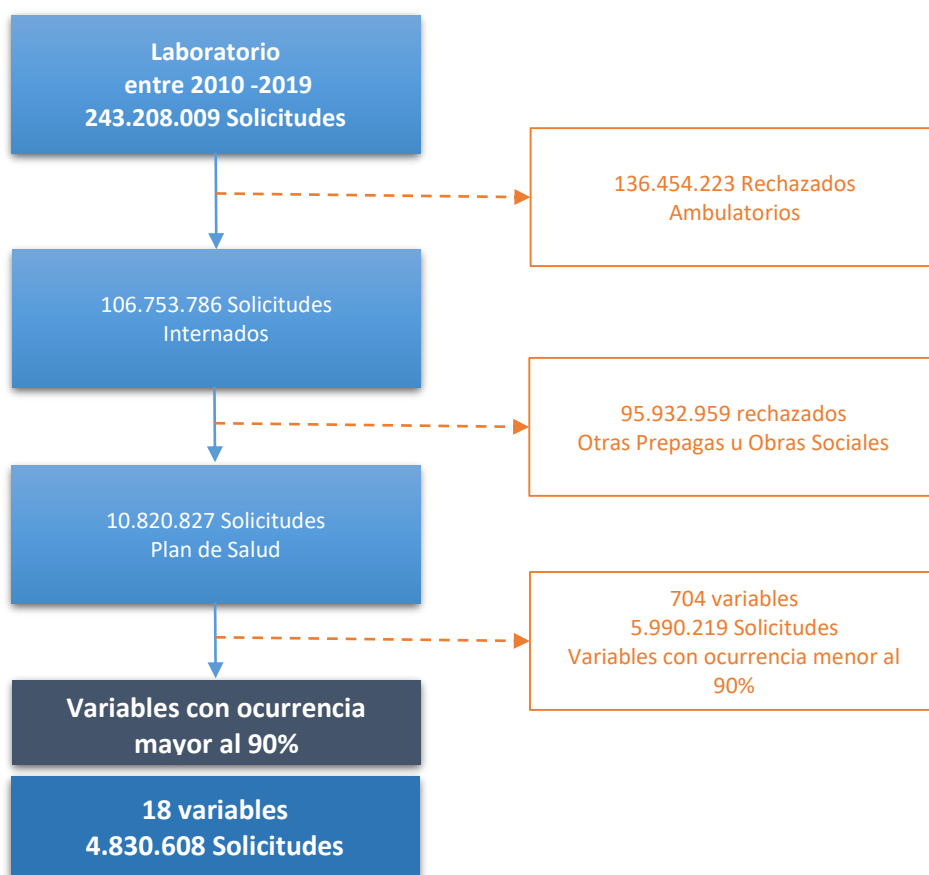 Laboratorio
entre 2010 -2019
243.208.009 Solicitudes
136.454.223 Rechazados
Ambulatorios
106.753.786 Solicitudes
Internados
95.932.959 rechazados
Otras Prepagas u Obras Sociales
10.820.827 Solicitudes
Plan de Salud
704 variables
5.990.219 Solicitudes
Variables con ocurrencia menor al
90%
Variables con ocurrencia
mayor al 90%
18 variables
4.830.608 Solicitudes